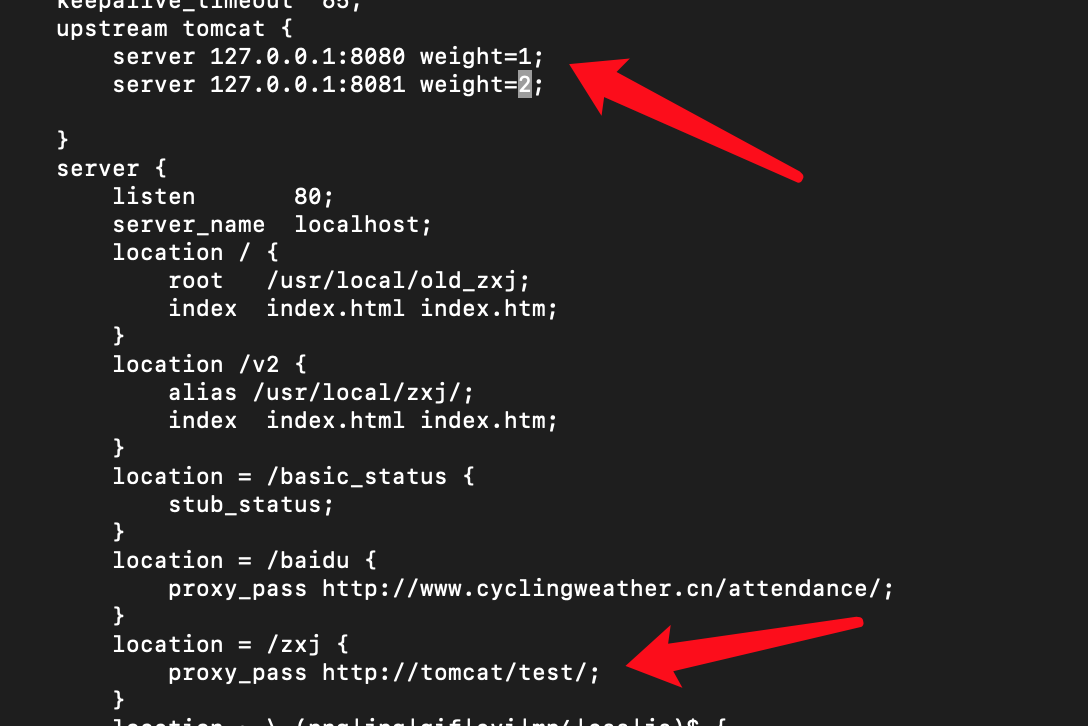 keepalive_timeout  65;
upstream tomcat {
    server 127.0.0.1:8080 weight=1;
    server 127.0.0.1:8081 weight=2;
}
server {
    listen       80;
    server_name  localhost;
    location / {
        root   /usr/local/old_zxj;
        index  index.html index.htm;
    }
    location /v2 {
        alias /usr/local/zxj/;
        index  index.html index.htm;
    }
    location = /basic_status {
        stub_status;
    }
    location = /baidu {
        proxy_pass http://www.cyclingweather.cn/attendance/;
    }
    location = /zxj {
        proxy_pass http://tomcat/test/;
    }
    location